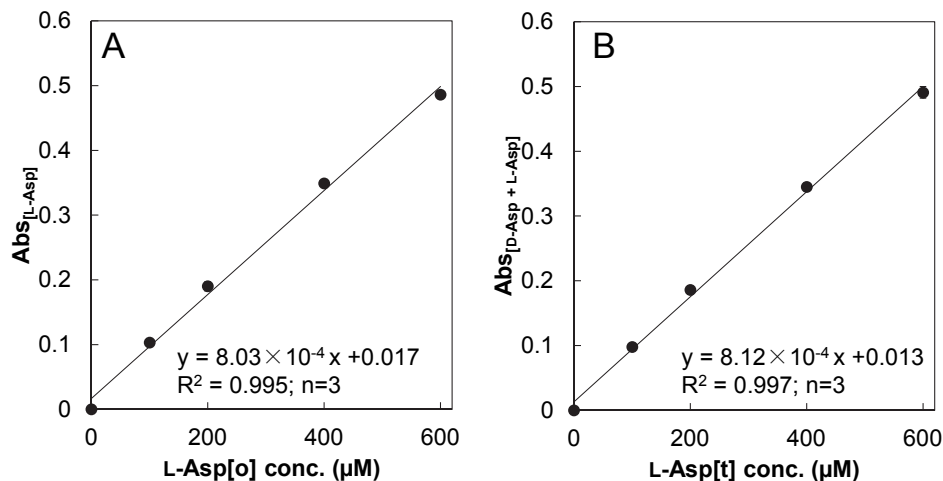 A
Abs[L-Asp]
0.6
0.5
0.4
0.3
0.2
0.1
0
y = 8.03×10⁻⁴ x +0.017
R² = 0.995; n=3
0 200 400 600
L-Asp[o] conc. (µM)
B
Abs[D-Asp + L-Asp]
0.6
0.5
0.4
0.3
0.2
0.1
0
y = 8.12×10⁻⁴ x +0.013
R² = 0.997; n=3
0 200 400 600
L-Asp[t] conc. (µM)